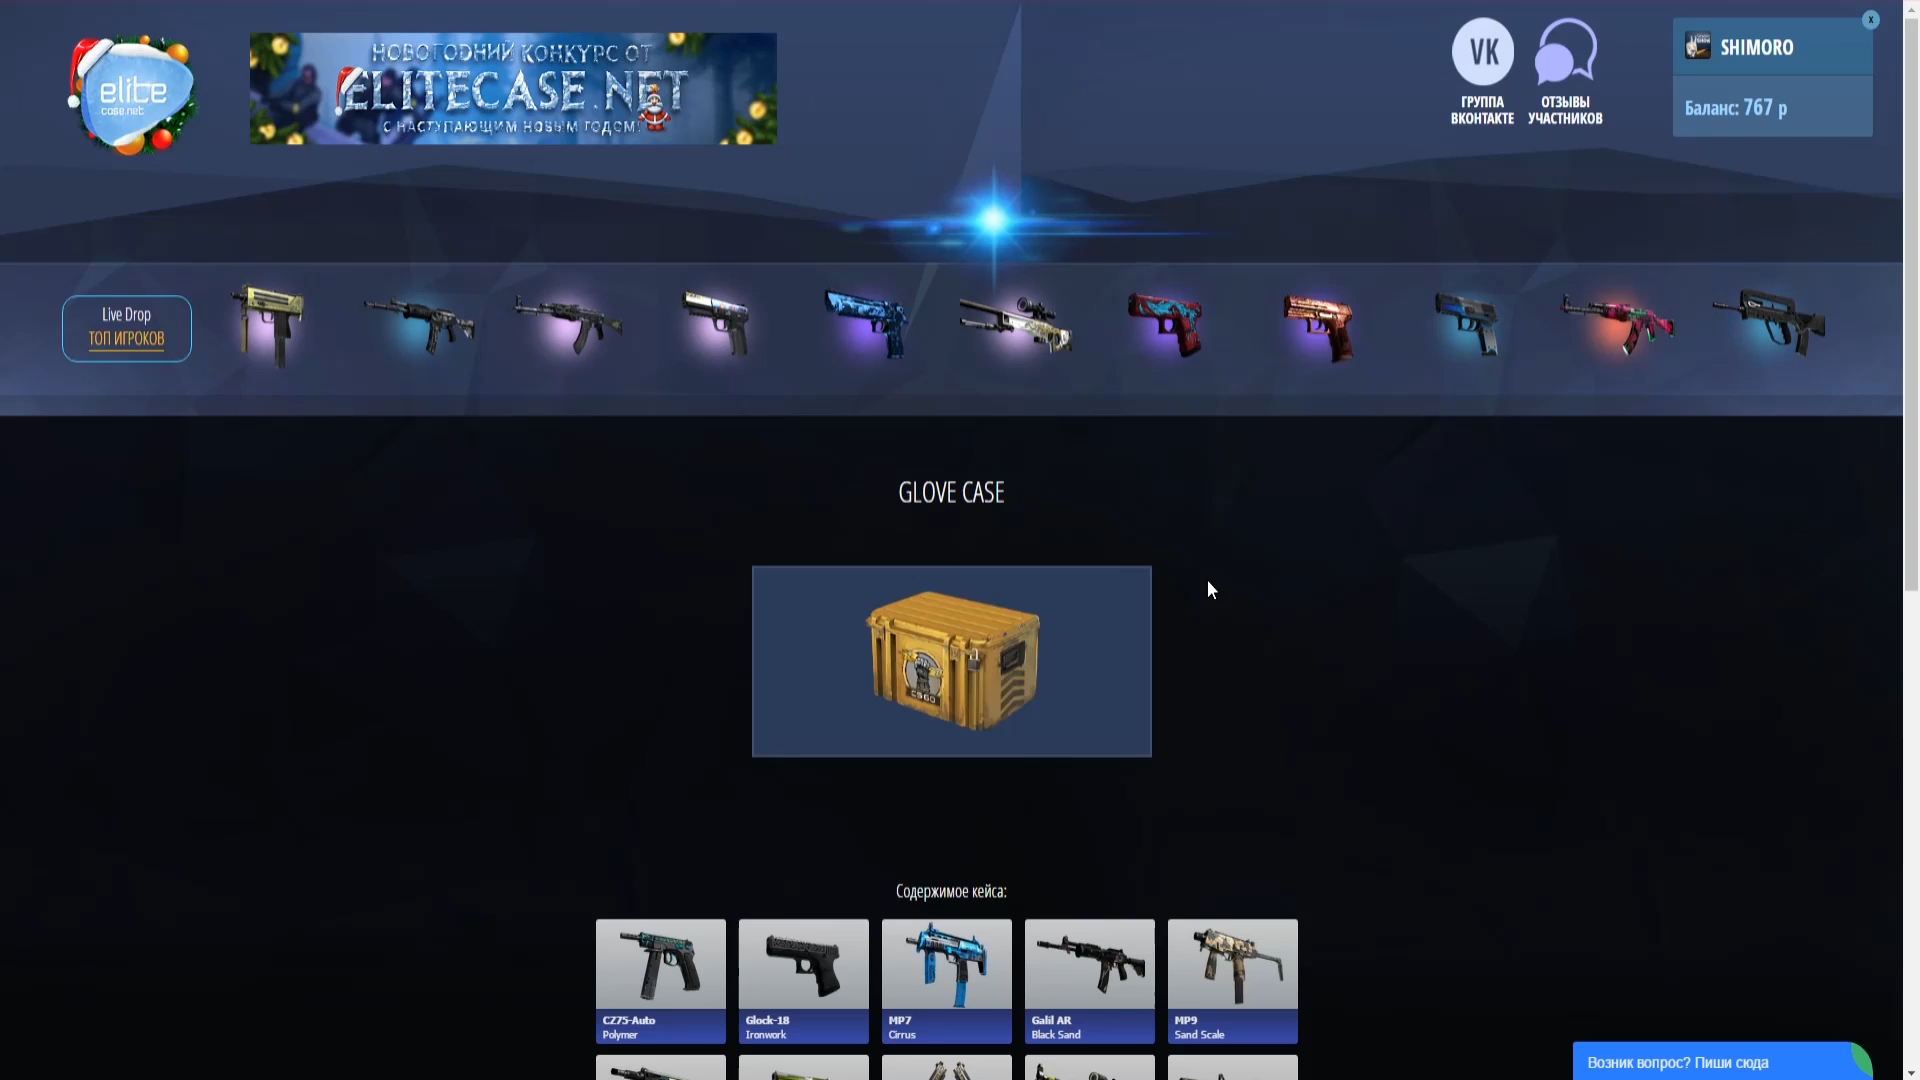 elite
case.net
НОВОГОДНИЙ КОНКУРС ОТ
ELITECASE.NET
С НАСТУПАЮЩИМ НОВЫМ ГОДОМ!
VK
ГРУППА
ВКОНТАКТЕ
ОТЗЫВЫ
УЧАСТНИКОВ
x
SHIMORO
Баланс: 767 р
Live Drop
ТОП ИГРОКОВ
GLOVE CASE
CSGO
Содержимое кейса:
CZ75-Auto
Polymer
Glock-18
Ironwork
MP7
Cirrus
Galil AR
Black Sand
MP9
Sand Scale
Возник вопрос? Пиши сюда